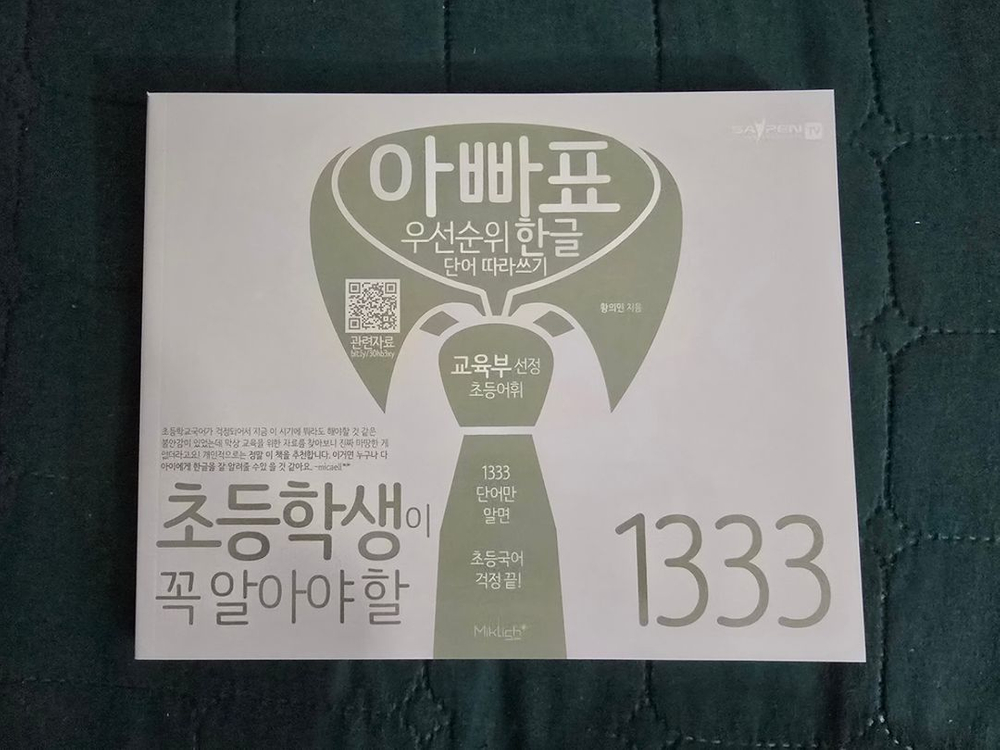 SAYPEN TV
아빠표
우선순위 한글
단어 따라쓰기
황의민 지음
관련자료
bit.ly/30hb3xy
교육부 선정
초등어휘
초등학교국어가 걱정되어서 지금 이 시기에 뭐라도 해야할 것 같은
불안감이 있었는데 막상 교육을 위한 자료를 찾아보니 진짜 마땅한 게
없더라고요! 개인적으로는 정말 이 책을 추천합니다. 이거면 누구나 다
아이에게 한글을 잘 알려줄 수있 을 것 같아요. -micaell**
초등학생이
꼭 알아야 할
1333
단어만
알면
초등국어
걱정 끝!
Miklish*
1333